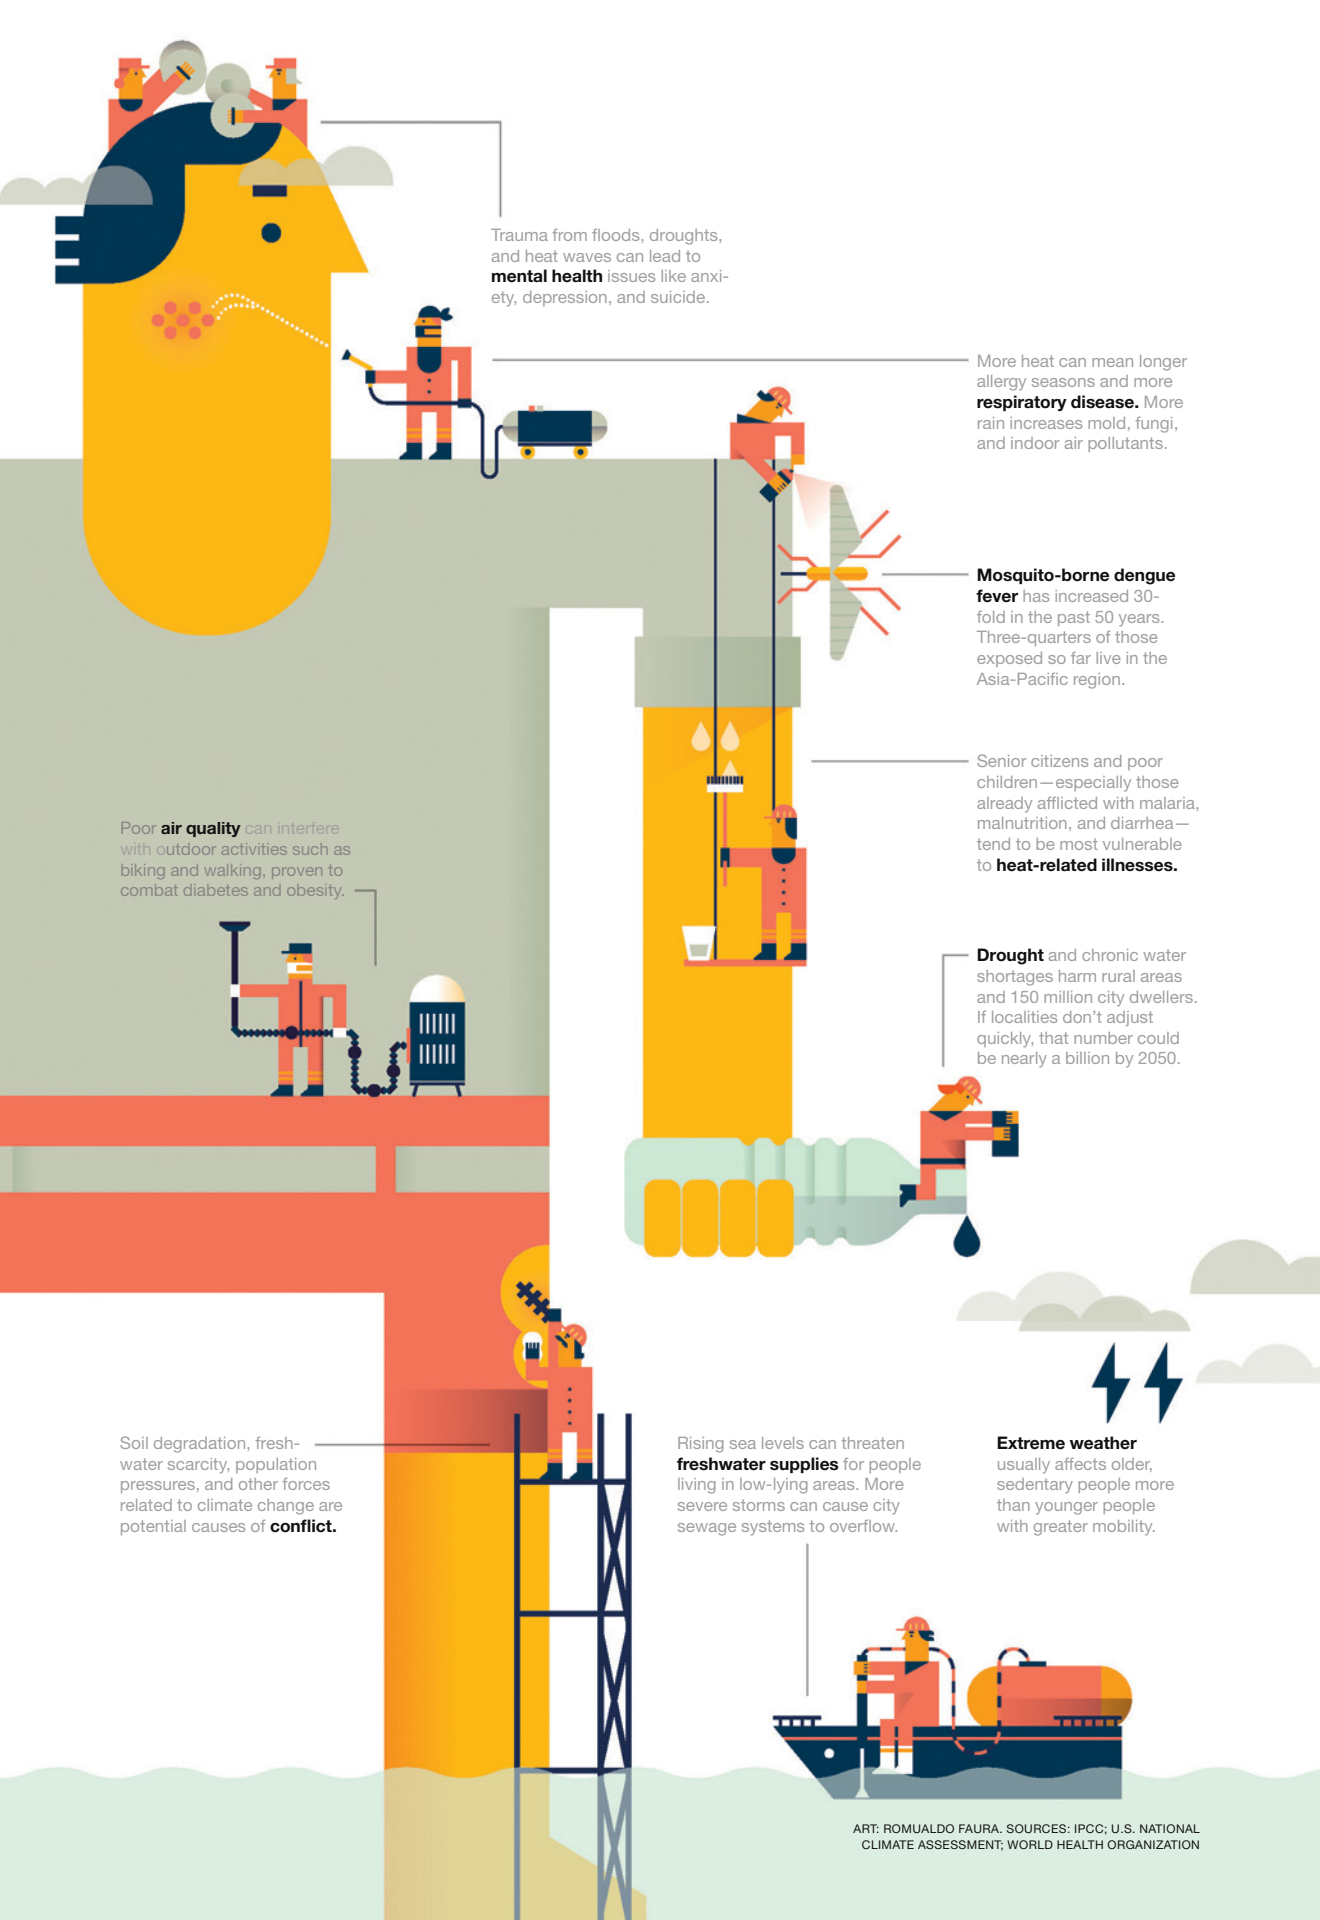 Trauma from floods, droughts,
and heat waves can lead to
mental health issues like anxi-
ety, depression, and suicide.
More heat can mean longer
allergy seasons and more
respiratory disease. More
rain increases mold, fungi,
and indoor air pollutants.
Mosquito-borne dengue
fever has increased 30-
fold in the past 50 years.
Three-quarters of those
exposed so far live in the
Asia-Pacific region.
Senior citizens and poor
children—especially those
already afflicted with malaria,
malnutrition, and diarrhea—
tend to be most vulnerable
to heat-related illnesses.
Poor air quality can interfere
with outdoor activities such as
biking and walking, proven to
combat diabetes and obesity.
Drought and chronic water
shortages harm rural areas
and 150 million city dwellers.
If localities don't adjust
quickly, that number could
be nearly a billion by 2050.
Soil degradation, fresh-
water scarcity, population
pressures, and other forces
related to climate change are
potential causes of conflict.
Rising sea levels can threaten
freshwater supplies for people
living in low-lying areas. More
severe storms can cause city
sewage systems to overflow.
Extreme weather
usually affects older,
sedentary people more
than younger people
with greater mobility.
ART: ROMUALDO FAURA. SOURCES: IPCC; U.S. NATIONAL
CLIMATE ASSESSMENT; WORLD HEALTH ORGANIZATION